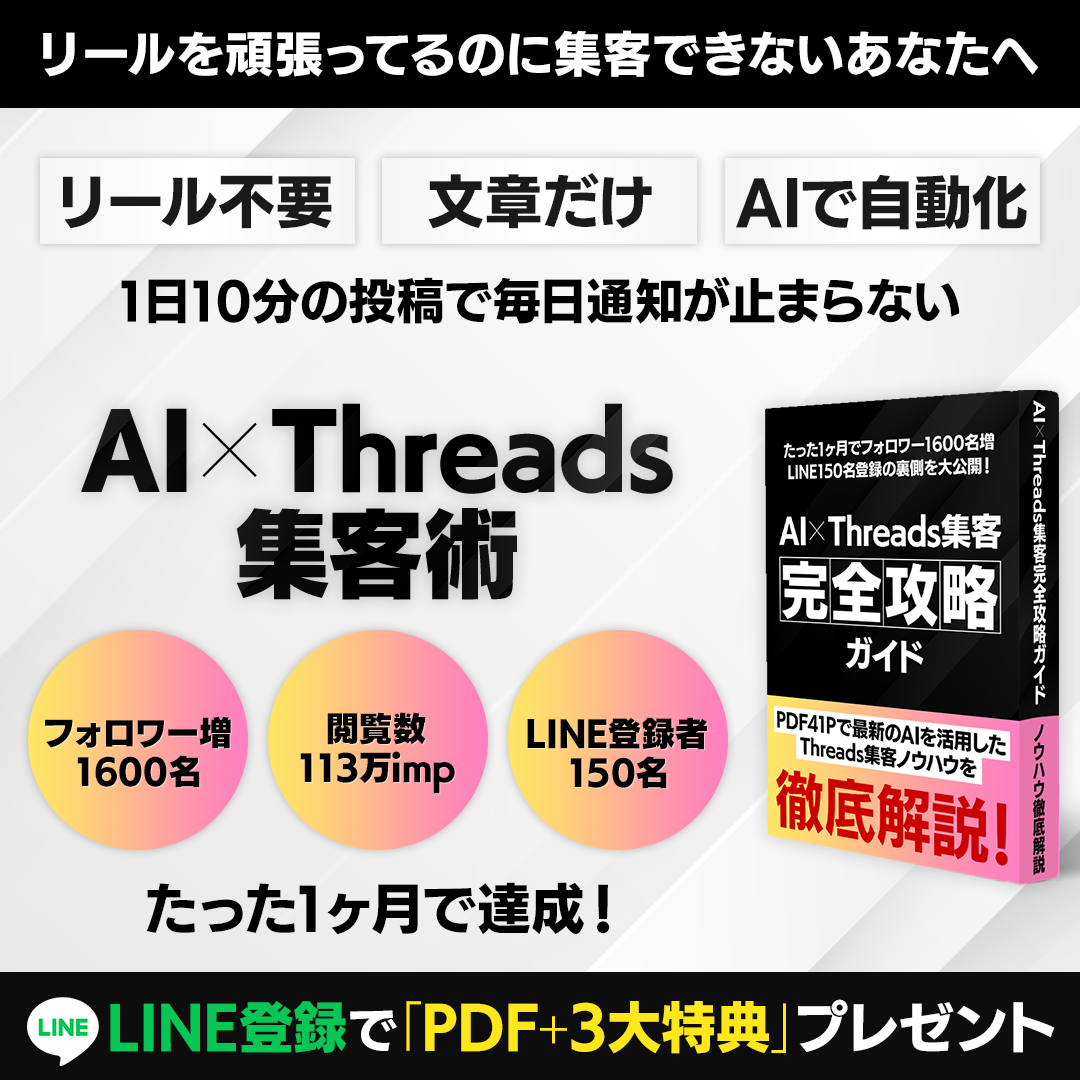 リールを頑張ってるのに集客できないあなたへ
リール不要
文章だけ
AIで自動化
1日10分の投稿で毎日通知が止まらない
AI×Threads
集客術
フォロワー増
1600名
閲覧数
113万imp
LINE登録者
150名
たった1ヶ月で達成！
たった1ヶ月でフォロワー1600名増
LINE150名登録の裏側を大公開！
AI×Threads集客
完全攻略
ガイド
PDF41Pで最新のAIを活用した
Threads集客ノウハウを
徹底解説！
AI×Threads集客完全攻略ガイド
ノウハウ徹底解説
LINE
LINE登録で「PDF+3大特典」プレゼント